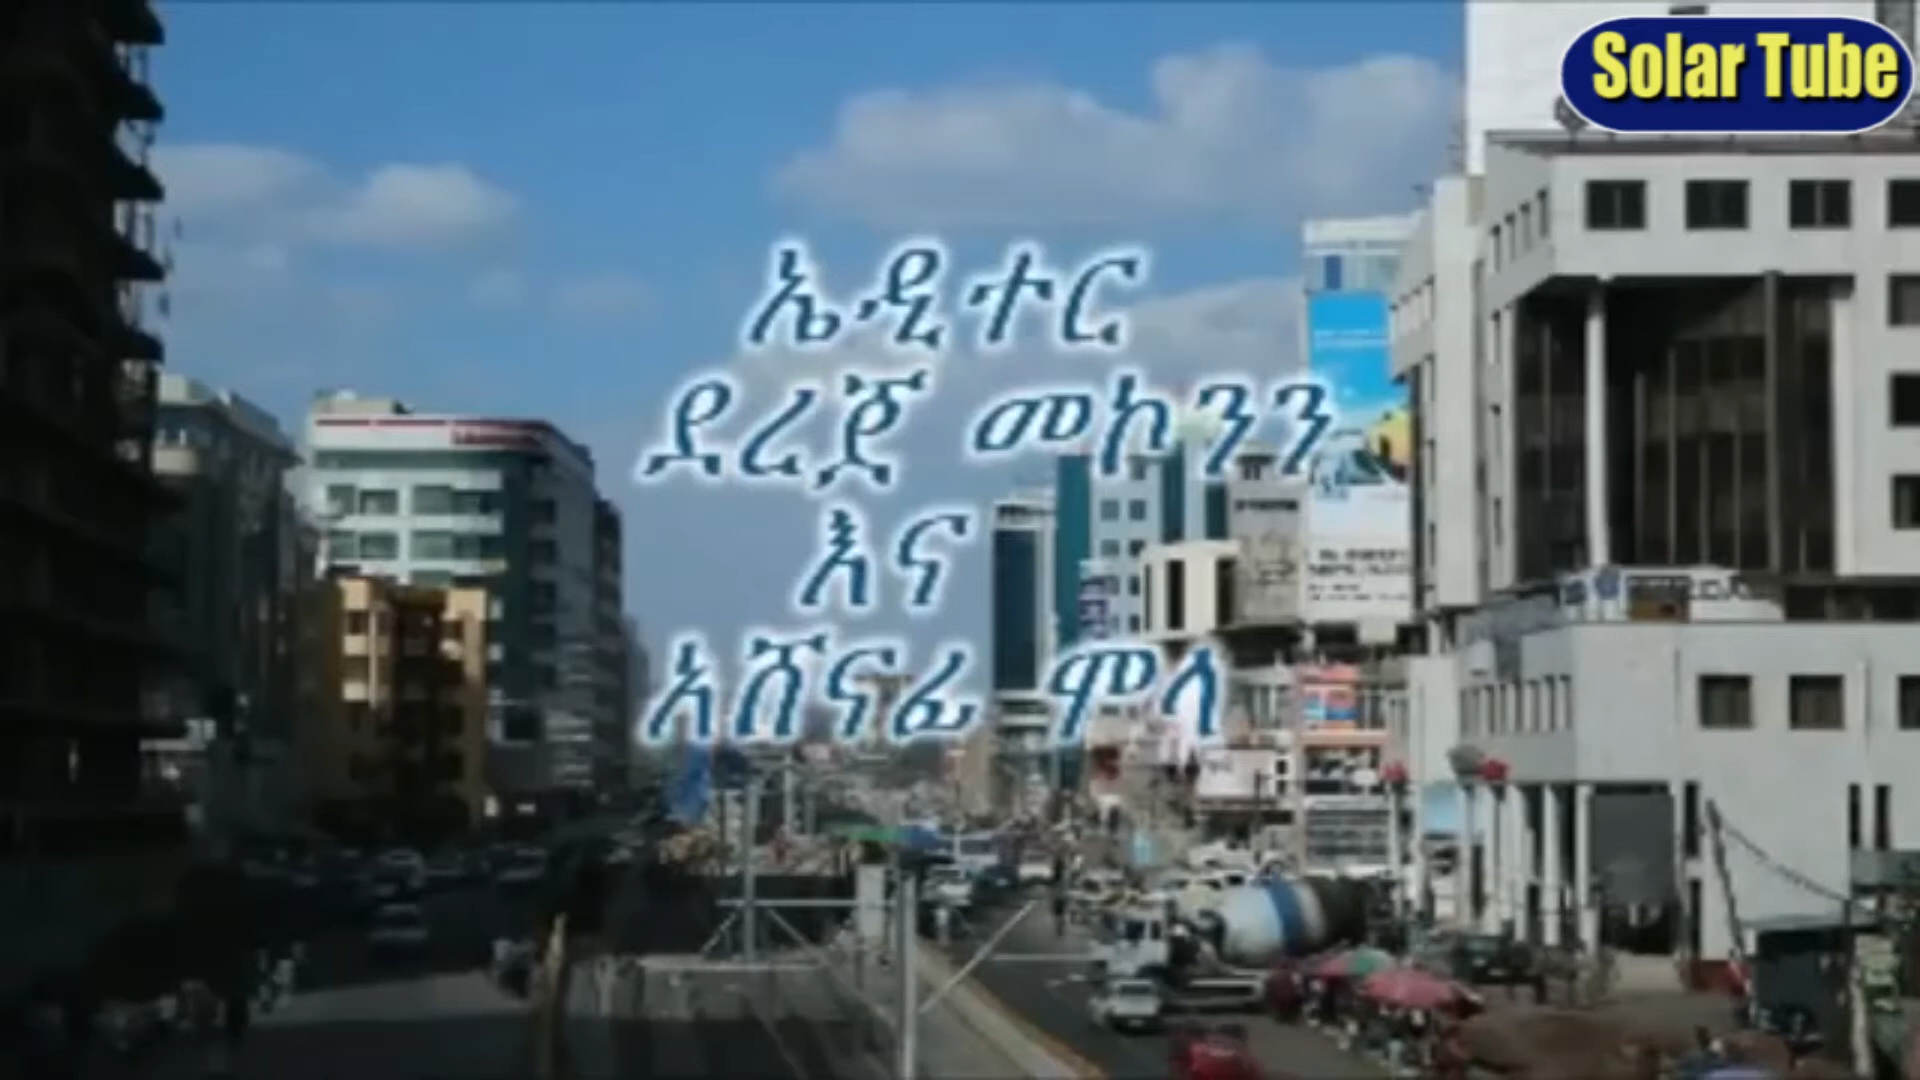 Solar Tube
ኤዲተር
ደረጀ መኮንን
እና
አሸናፊ ሞላ